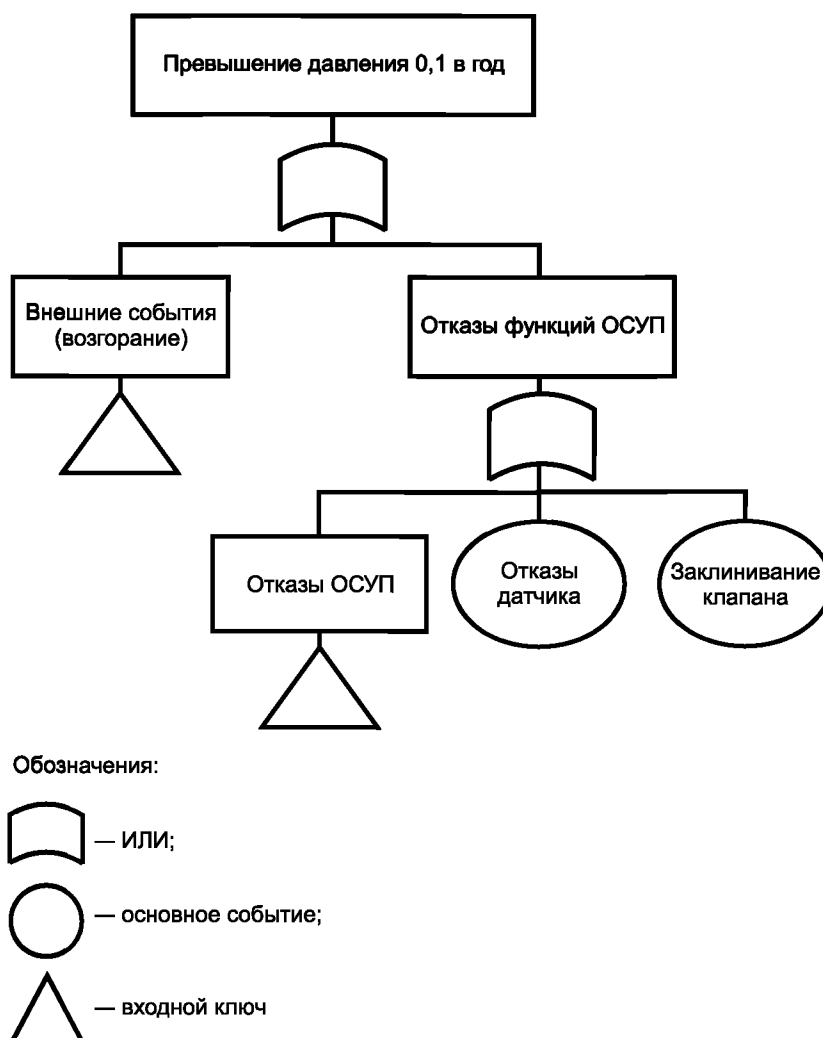 Превышение давления 0,1 в год
Внешние события
(возгорание)
Отказы функций ОСУП
Отказы ОСУП
Отказы
датчика
Заклинивание
клапана
Обозначения:
— ИЛИ;
— основное событие;
— входной ключ